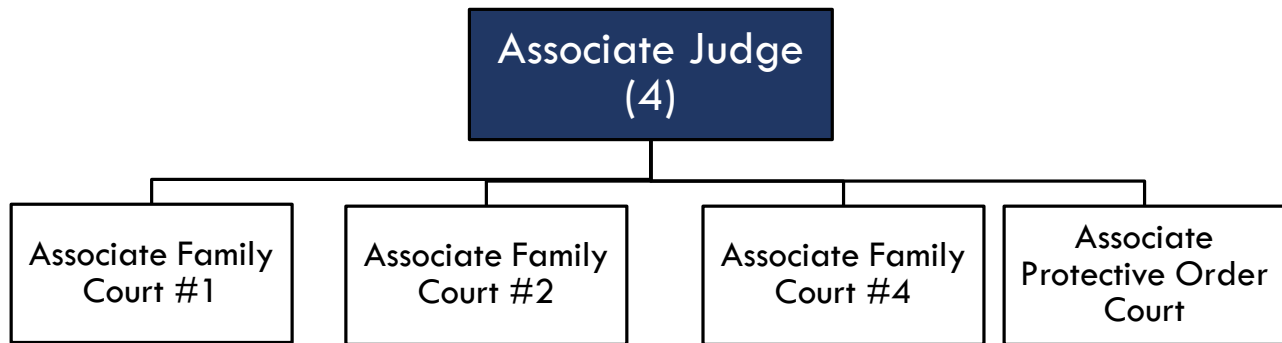 Associate Judge
(4)
Associate Family
Court #1
Associate Family
Court #2
Associate Family
Court #4
Associate
Protective Order
Court